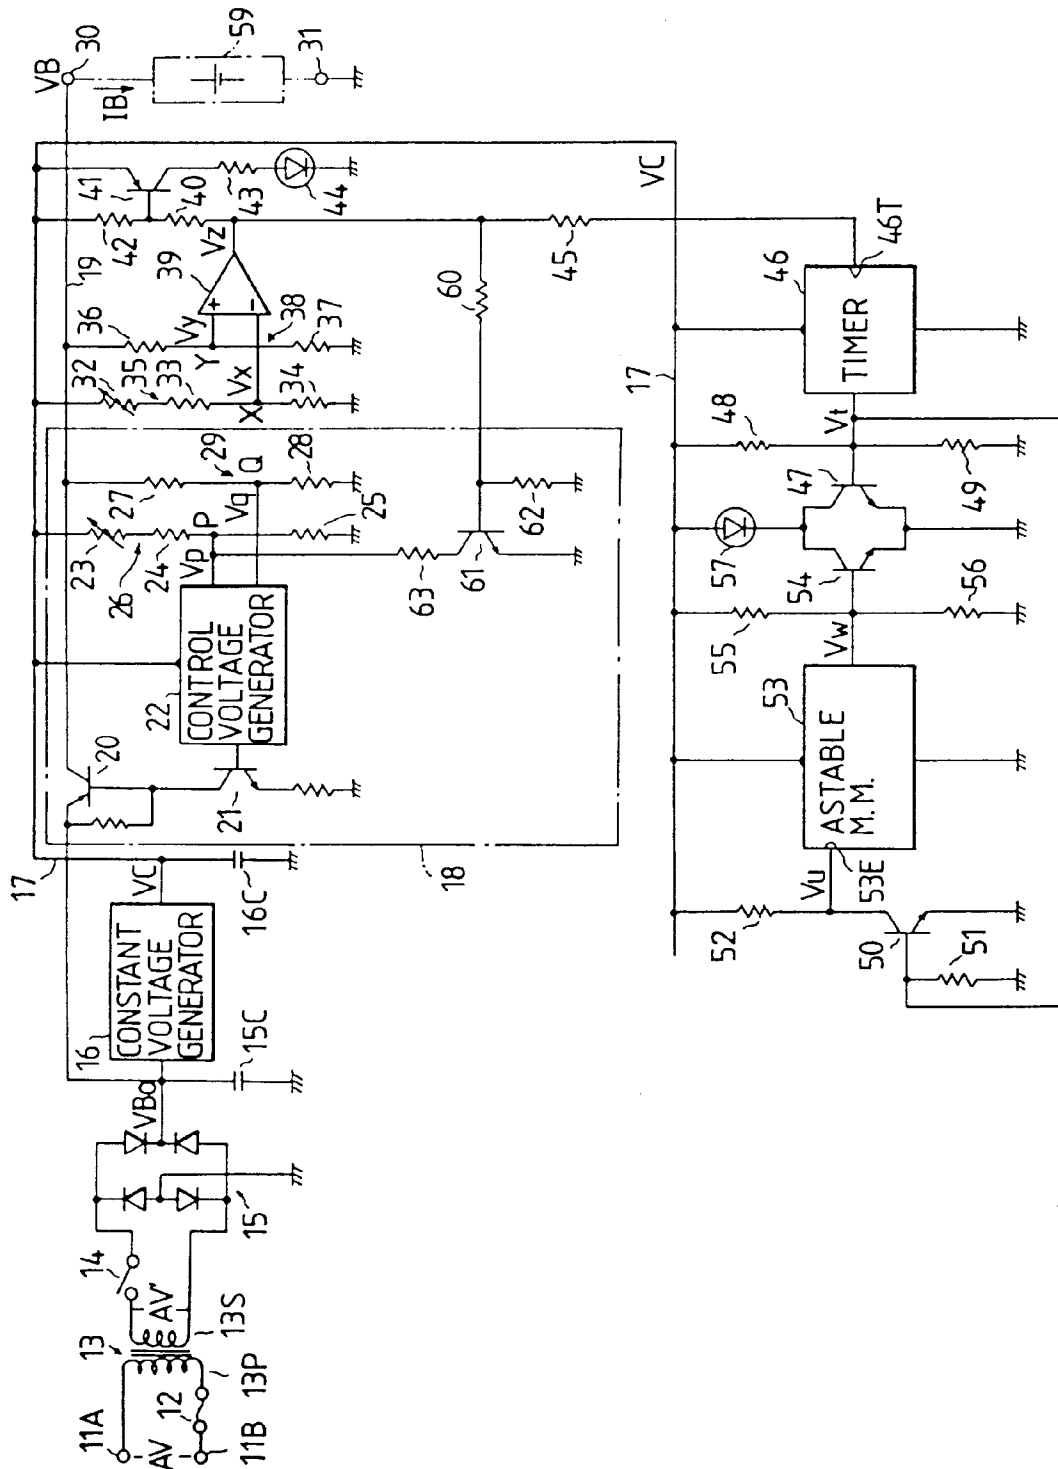 11A
AV
11B
12
13P
13
13S
AV"
14
15
VBa
15C
16
CONSTANT
VOLTAGE
GENERATOR
VC
16C
17
18
20
21
22
CONTROL
VOLTAGE
GENERATOR
Vp
P
23
24
25
26
27
Vq
Q
28
29
19
32
35
33
Vx
X
34
36
Vy
Y
38
37
39
+
−
Vz
42
41
40
43
44
VB
30
IB
59
31
60
61
62
63
45
VC
17
46
TIMER
46T
Vt
48
49
47
57
54
55
56
Vw
53
ASTABLE
M.M.
53E
Vu
52
50
51